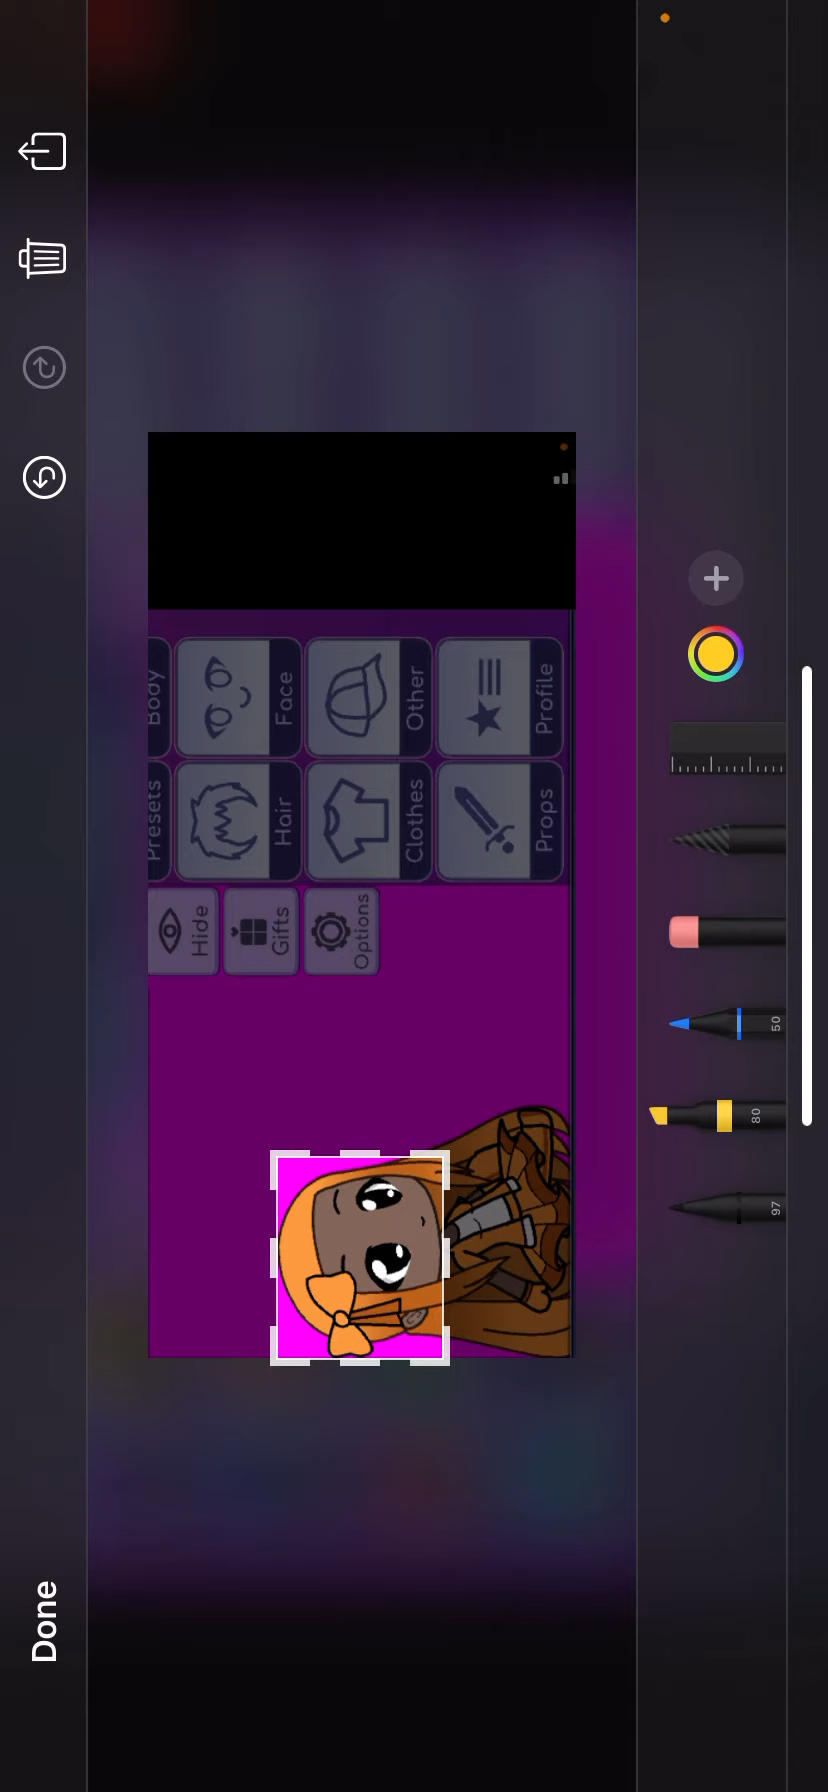 Done
Presets
Body
Hair
Face
Clothes
Other
Props
Profile
Hide
Gifts
Options
97
80
50